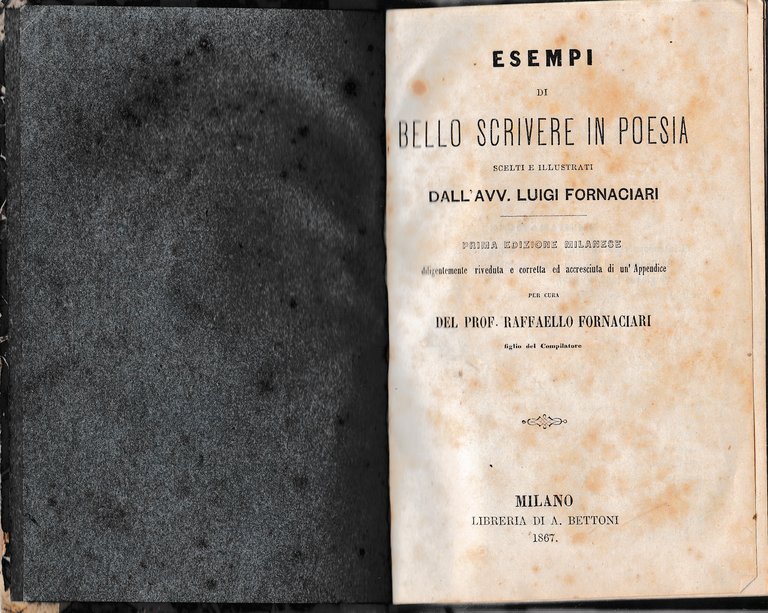 ESEMPI
DI
BELLO SCRIVERE IN POESIA
SCELTI E ILLUSTRATI
DALL'AVV. LUIGI FORNACIARI
PRIMA EDIZIONE MILANESE
diligentemente riveduta e corretta ed accresciuta di un' Appendice
PER CURA
DEL PROF. RAFFAELLO FORNACIARI
figlio del Compilatore
MILANO
LIBRERIA DI A. BETTONI
1867.